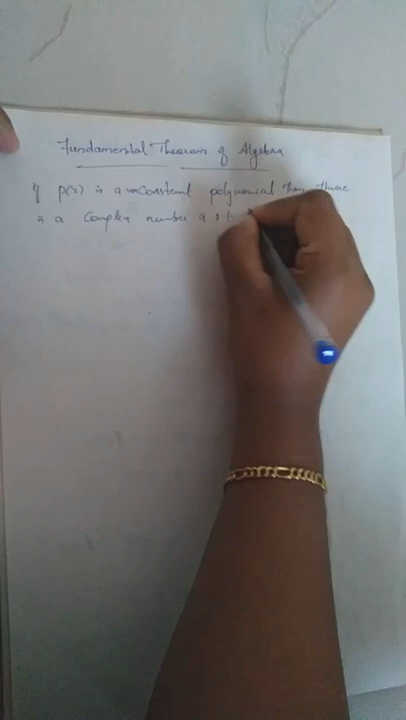 Fundamental Theorem of Algebra
If p(z) is a nonconstant polynomial then there
is a complex number a s.t